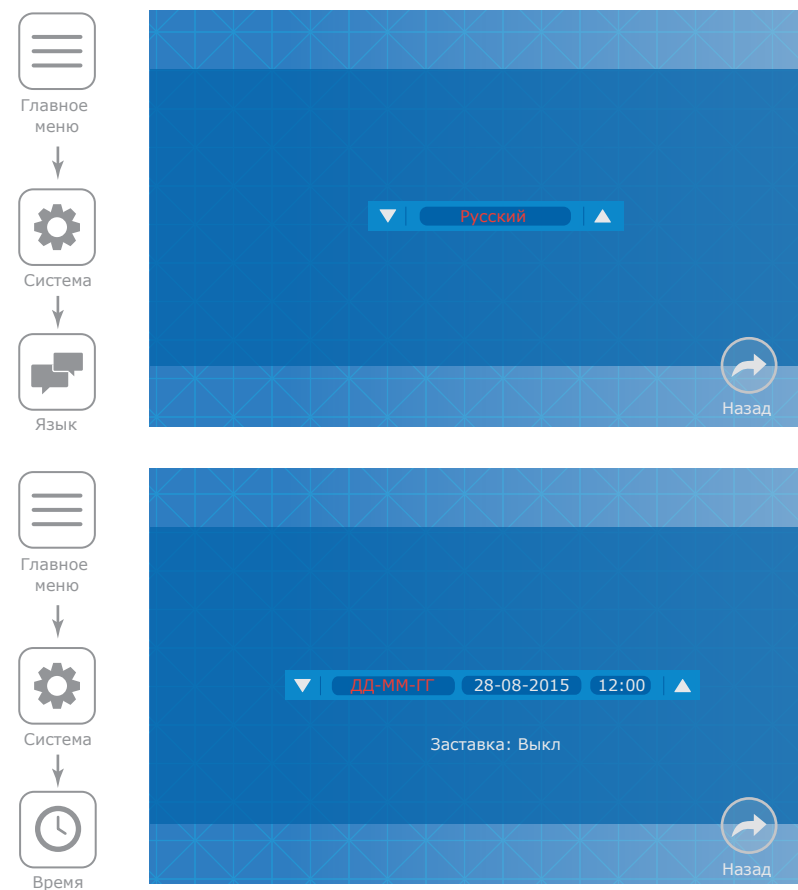 Главное
меню
Система
Язык
Русский
Назад
Главное
меню
Система
Время
ДД-ММ-ГГ 28-08-2015 12:00
Заставка: Выкл
Назад